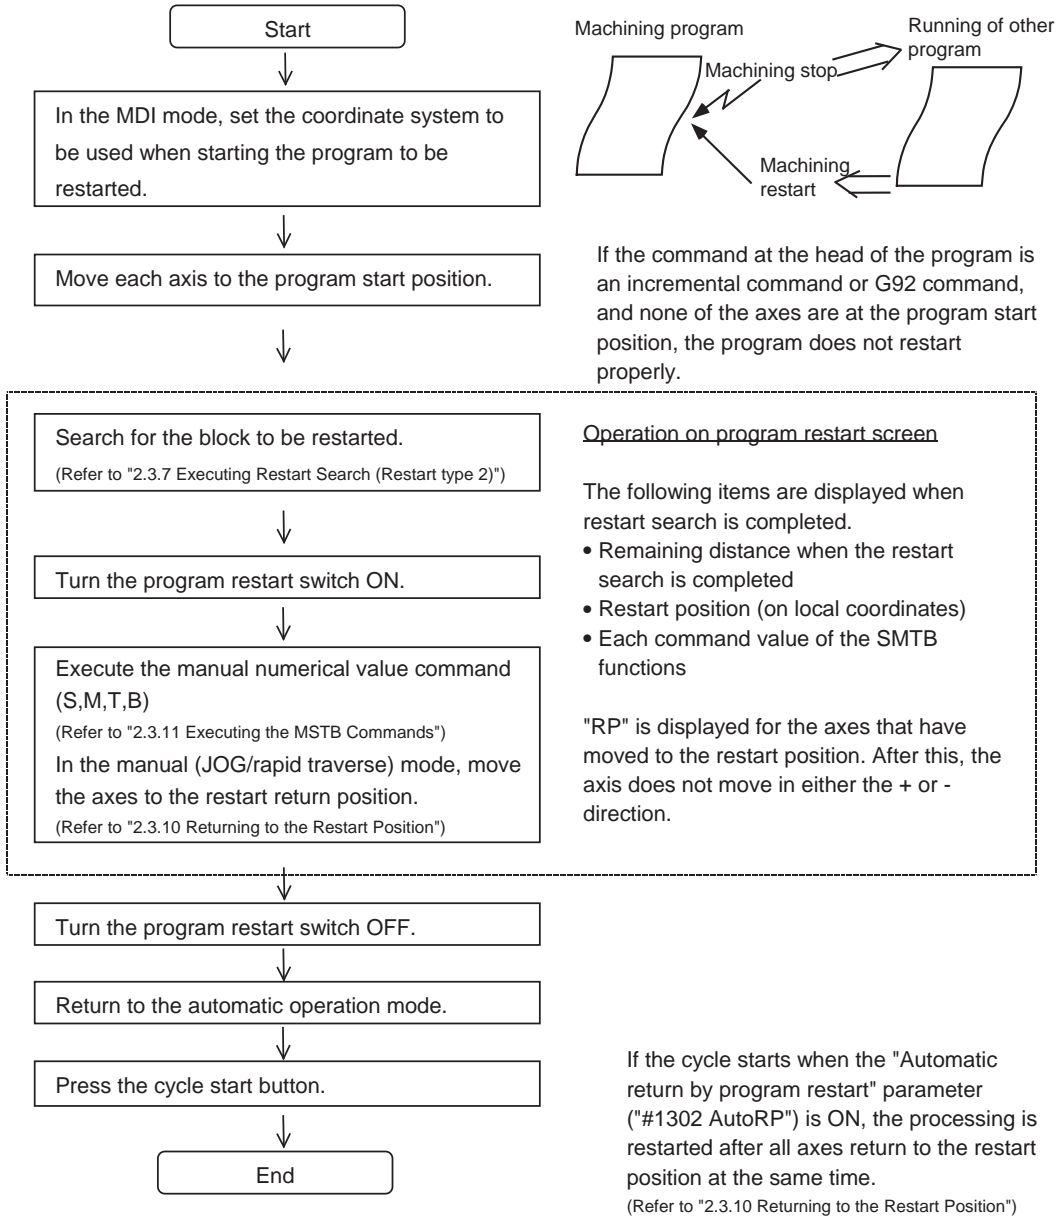 Start
In the MDI mode, set the coordinate system to
be used when starting the program to be
restarted.
Move each axis to the program start position.
Machining program
Running of other
program
Machining stop
Machining
restart
If the command at the head of the program is
an incremental command or G92 command,
and none of the axes are at the program start
position, the program does not restart
properly.
Search for the block to be restarted.
(Refer to "2.3.7 Executing Restart Search (Restart type 2)")
Turn the program restart switch ON.
Execute the manual numerical value command
(S,M,T,B)
(Refer to "2.3.11 Executing the MSTB Commands")
In the manual (JOG/rapid traverse) mode, move
the axes to the restart return position.
(Refer to "2.3.10 Returning to the Restart Position")
Operation on program restart screen
The following items are displayed when
restart search is completed.
• Remaining distance when the restart
search is completed
• Restart position (on local coordinates)
• Each command value of the SMTB
functions
"RP" is displayed for the axes that have
moved to the restart position. After this, the
axis does not move in either the + or -
direction.
Turn the program restart switch OFF.
Return to the automatic operation mode.
Press the cycle start button.
End
If the cycle starts when the "Automatic
return by program restart" parameter
("#1302 AutoRP") is ON, the processing is
restarted after all axes return to the restart
position at the same time.
(Refer to "2.3.10 Returning to the Restart Position")